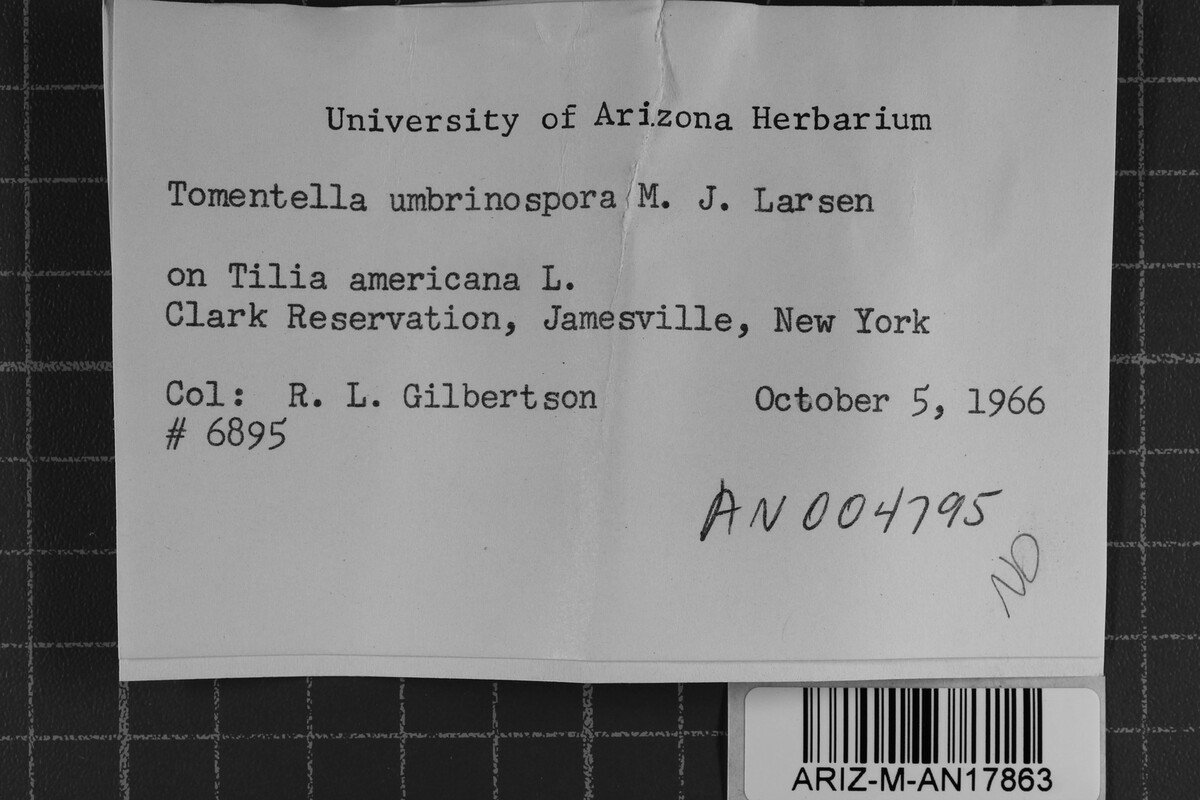 University of Arizona Herbarium
Tomentella umbrinospora M. J. Larsen
on Tilia americana L.
Clark Reservation, Jamesville, New York
Col: R. L. Gilbertson October 5, 1966
# 6895
AN004795
NO
ARIZ-M-AN17863